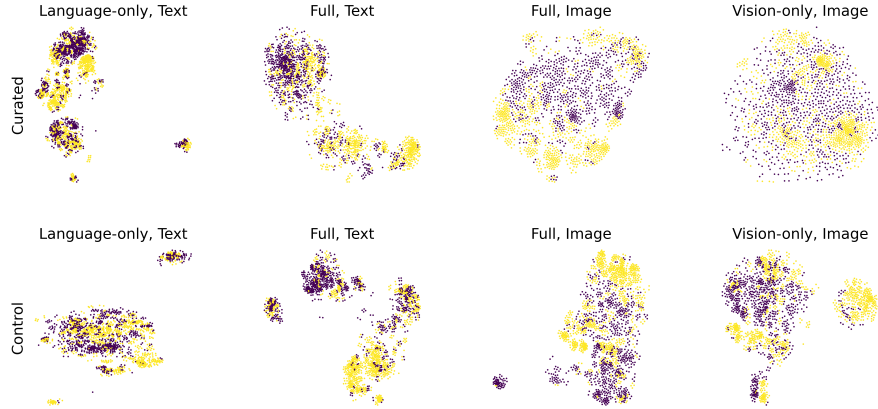 Language-only, Text
Full, Text
Full, Image
Vision-only, Image
Curated
Language-only, Text
Full, Text
Full, Image
Vision-only, Image
Control